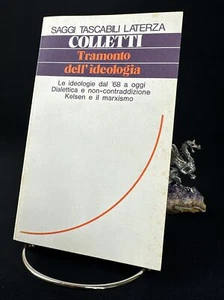 SAGGI TASCABILI LATERZA
COLLETTI
Tramonto
dell'ideologia
Le ideologie dal '68 a oggi
Dialettica e non-contraddizione
Kelsen e il marxismo